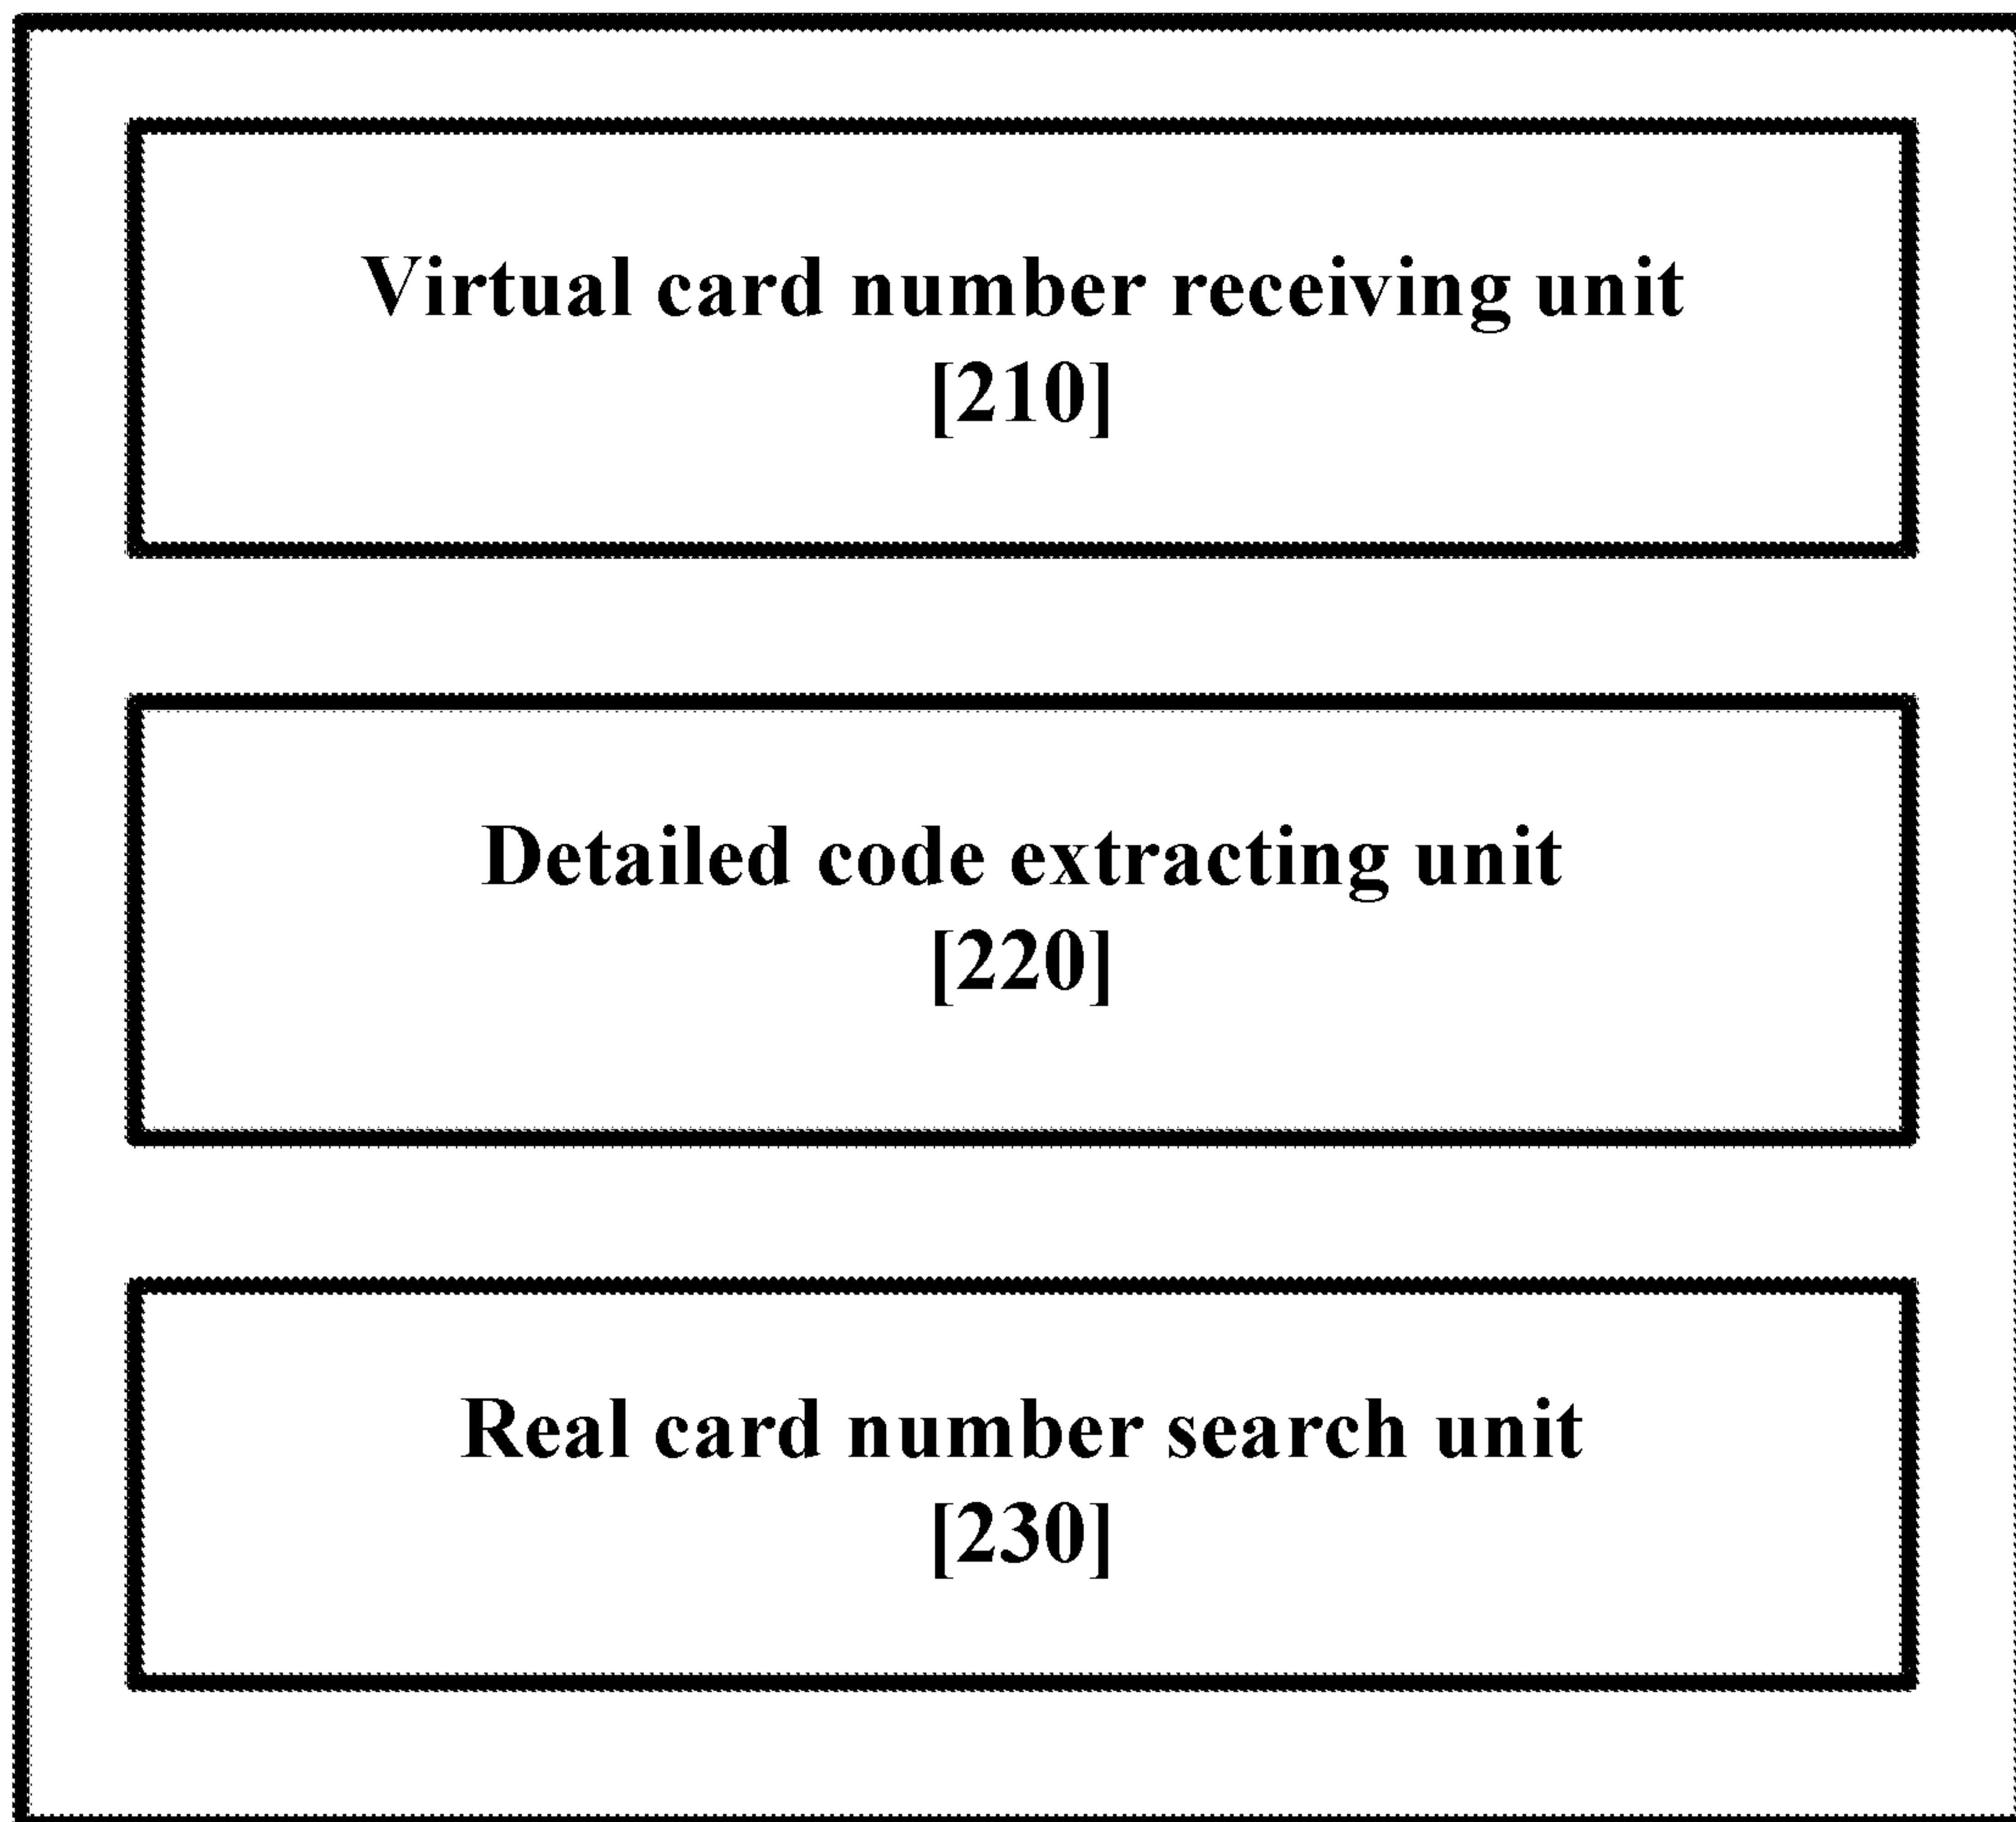 Virtual card number receiving unit
[210]
Detailed code extracting unit
[220]
Real card number search unit
[230]